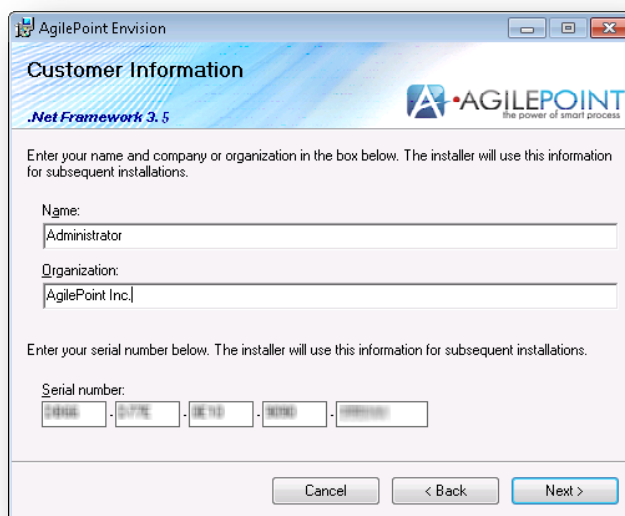 AgilePoint Envision
Customer Information
AGILEPOINT
the power of smart process
.Net Framework 3.5
Enter your name and company or organization in the box below. The installer will use this information
for subsequent installations.
Name:
Administrator
Organization:
AgilePoint Inc.
Enter your serial number below. The installer will use this information for subsequent installations.
Serial number:
- - - -
Cancel < Back Next >